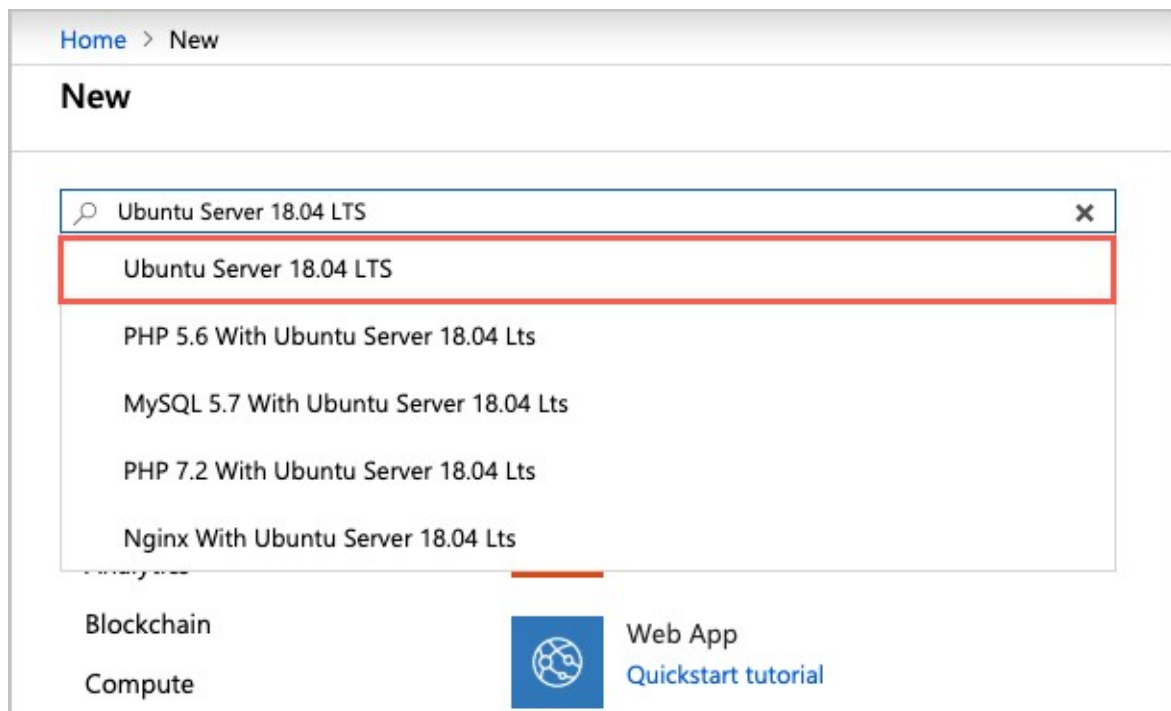 Home > New
New
Ubuntu Server 18.04 LTS
Ubuntu Server 18.04 LTS
PHP 5.6 With Ubuntu Server 18.04 Lts
MySQL 5.7 With Ubuntu Server 18.04 Lts
PHP 7.2 With Ubuntu Server 18.04 Lts
Nginx With Ubuntu Server 18.04 Lts
Blockchain
Web App
Quickstart tutorial
Compute